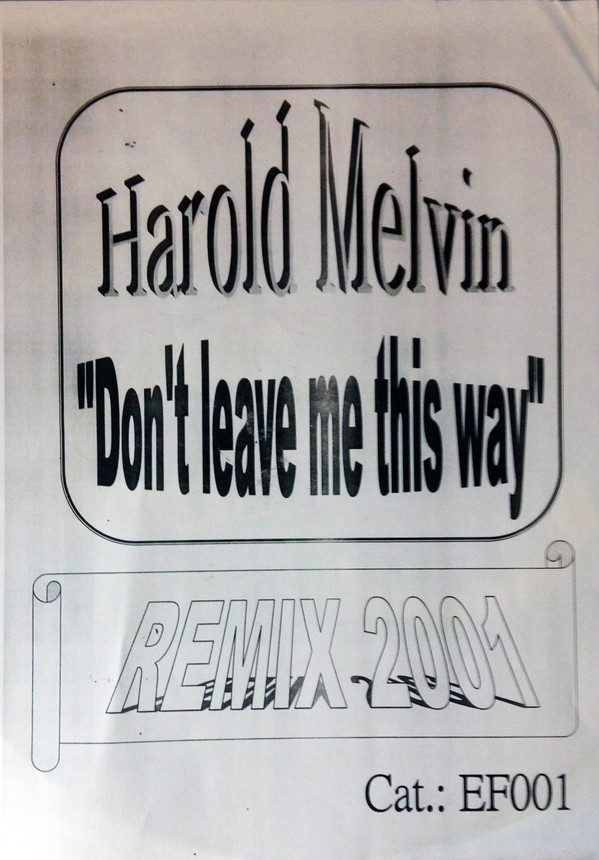 Harold Melvin
"Don't leave me this way"
REMIX 2001
Cat.: EF001